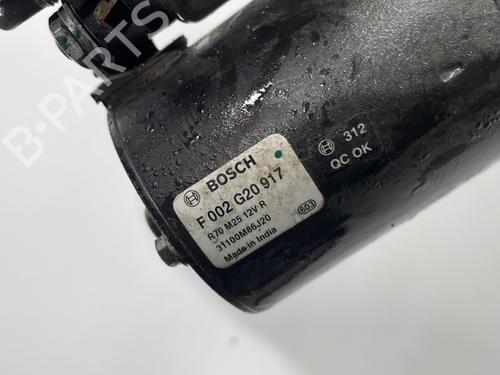 B-PARTS
BOSCH
F 002 G20 917
R70 M25 12V R
31100M86J20
Made in India
603
312
QC OK